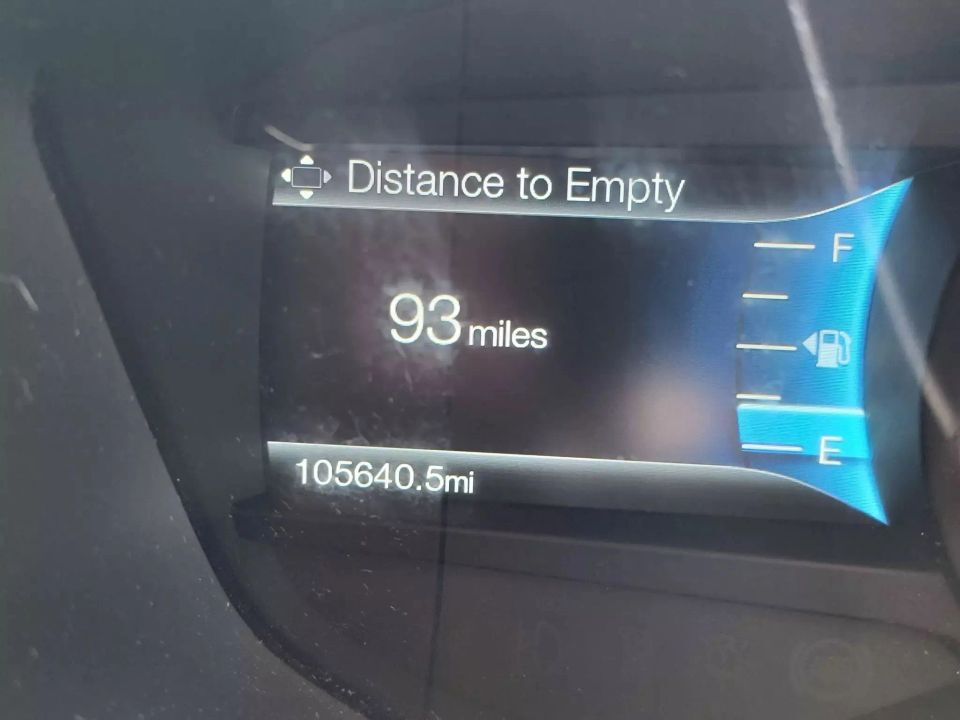 Distance to Empty
F
93 miles
E
105640.5mi